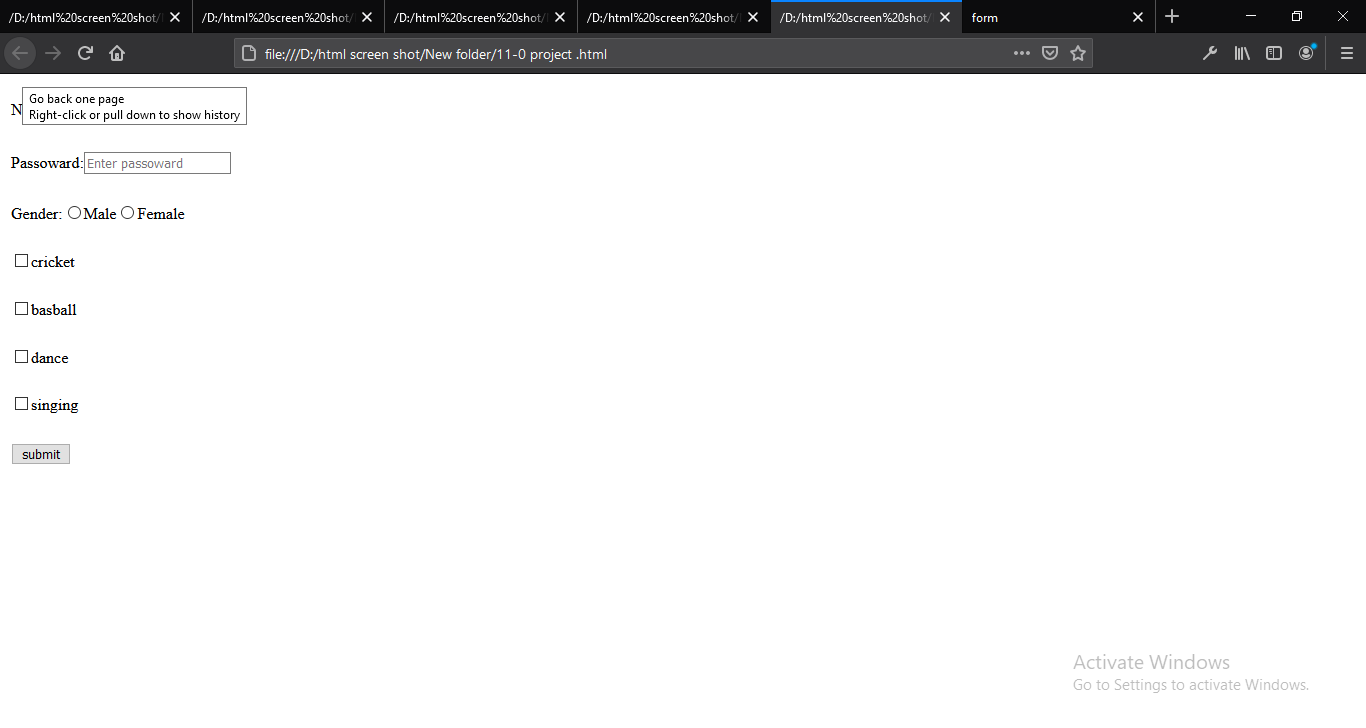 /D:/html%20screen%20shot/ /D:/html%20screen%20shot/ /D:/html%20screen%20shot/ /D:/html%20screen%20shot/ /D:/html%20screen%20shot/ form
file:///D:/html screen shot/New folder/11-0 project .html
Go back one page
N
Right-click or pull down to show history
Passoward: Enter passoward
Gender: Male Female
cricket
basball
dance
singing
submit
Activate Windows
Go to Settings to activate Windows.